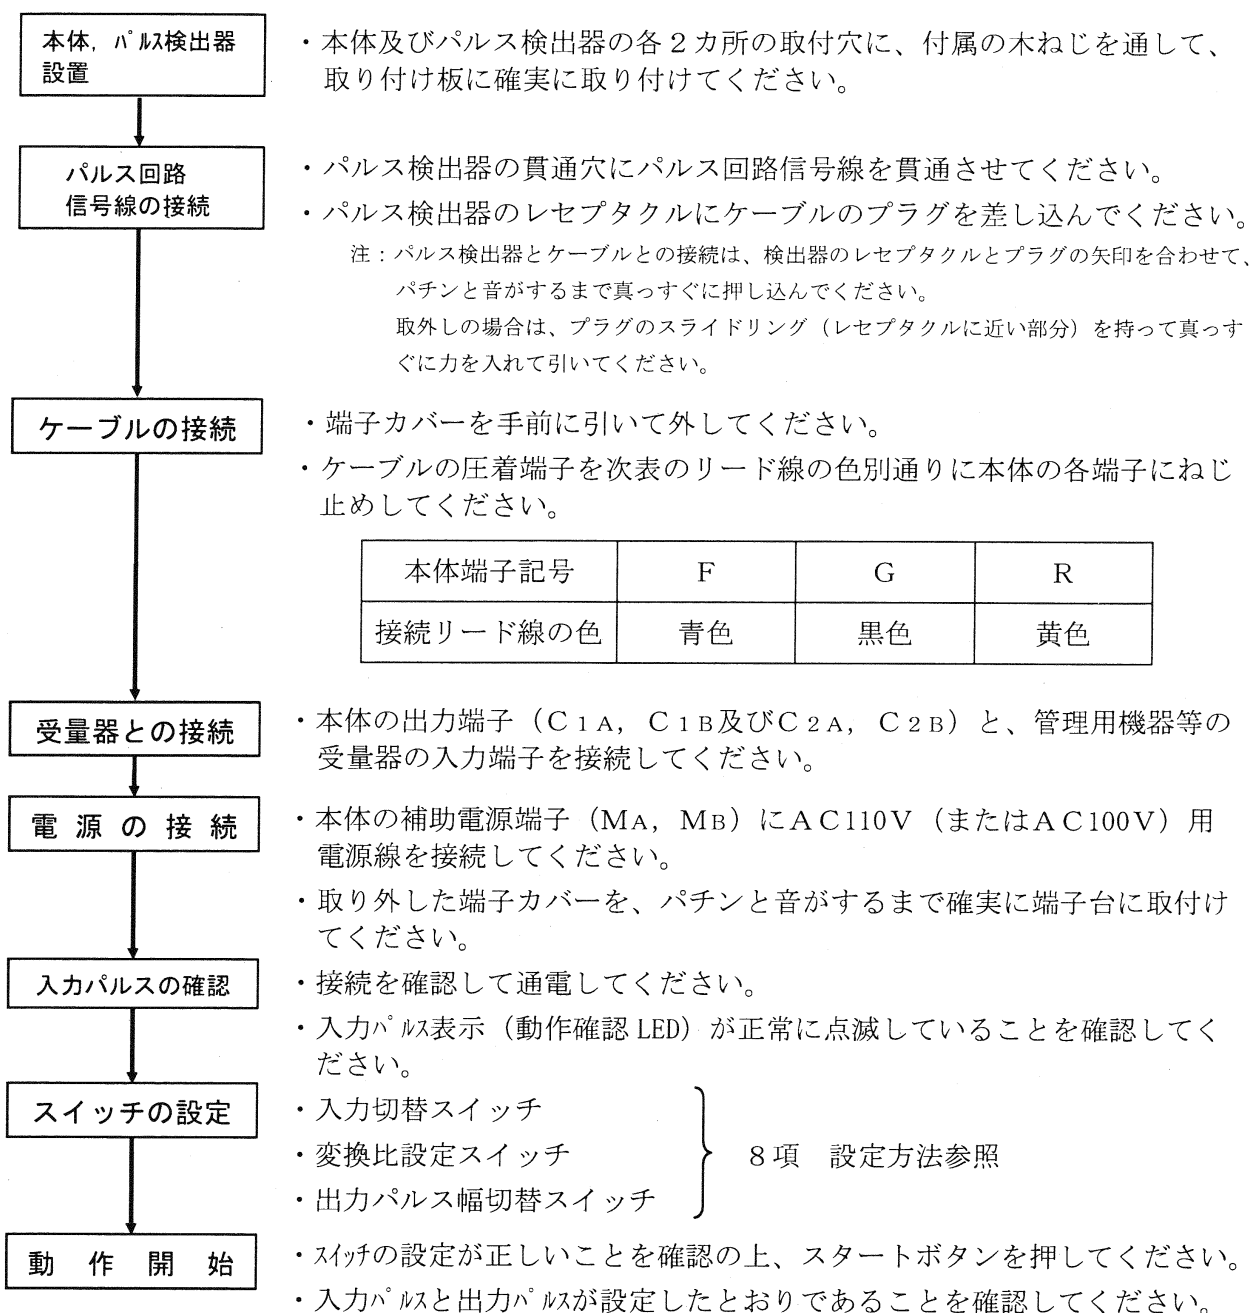 本体，ﾊﾟﾙｽ検出器
設置
・本体及びパルス検出器の各２カ所の取付穴に、付属の木ねじを通して、
取り付け板に確実に取り付けてください。
パルス回路
信号線の接続
・パルス検出器の貫通穴にパルス回路信号線を貫通させてください。
・パルス検出器のレセプタクルにケーブルのプラグを差し込んでください。
注：パルス検出器とケーブルとの接続は、検出器のレセプタクルとプラグの矢印を合わせて、
パチンと音がするまで真っすぐに押し込んでください。
取外しの場合は、プラグのスライドリング（レセプタクルに近い部分）を持って真っす
ぐに力を入れて引いてください。
ケーブルの接続
・端子カバーを手前に引いて外してください。
・ケーブルの圧着端子を次表のリード線の色別通りに本体の各端子にねじ
止めしてください。
本体端子記号 F G R
接続リード線の色 青色 黒色 黄色
受量器との接続
・本体の出力端子（Ｃ１A，Ｃ１B及びＣ２A，Ｃ２B）と、管理用機器等の
受量器の入力端子を接続してください。
電源の接続
・本体の補助電源端子（MA，MB）にＡＣ110Ｖ（またはＡＣ100Ｖ）用
電源線を接続してください。
・取り外した端子カバーを、パチンと音がするまで確実に端子台に取付け
てください。
入力パルスの確認
・接続を確認して通電してください。
・入力ﾊﾟﾙｽ表示（動作確認 LED）が正常に点滅していることを確認してく
ださい。
スイッチの設定
・入力切替スイッチ
・変換比設定スイッチ
８項　設定方法参照
・出力パルス幅切替スイッチ
動作開始
・ｽｲｯﾁの設定が正しいことを確認の上、スタートボタンを押してください。
・入力ﾊﾟﾙｽと出力ﾊﾟﾙｽが設定したとおりであることを確認してください。